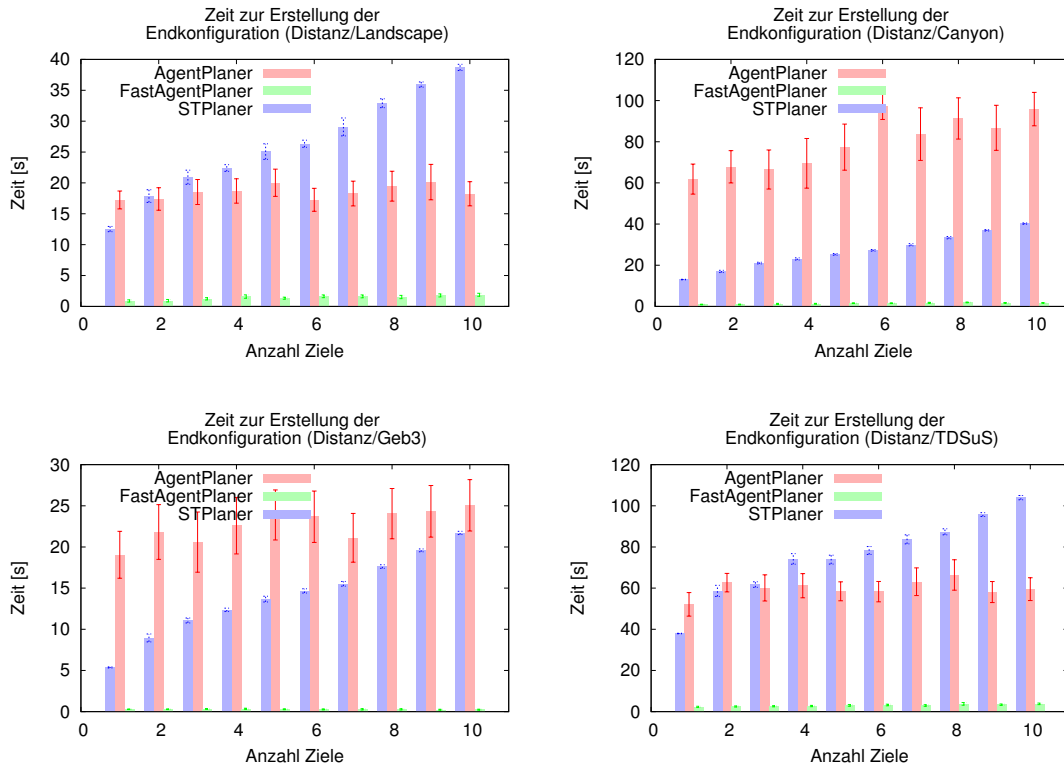 Zeit zur Erstellung der
Endkonfiguration (Distanz/Landscape)
40
35
30
25
20
15
10
5
0
Zeit [s]
AgentPlaner
FastAgentPlaner
STPlaner
0 2 4 6 8 10
Anzahl Ziele
Zeit zur Erstellung der
Endkonfiguration (Distanz/Canyon)
120
100
80
60
40
20
0
Zeit [s]
AgentPlaner
FastAgentPlaner
STPlaner
0 2 4 6 8 10
Anzahl Ziele
Zeit zur Erstellung der
Endkonfiguration (Distanz/Geb3)
30
25
20
15
10
5
0
Zeit [s]
AgentPlaner
FastAgentPlaner
STPlaner
0 2 4 6 8 10
Anzahl Ziele
Zeit zur Erstellung der
Endkonfiguration (Distanz/TDSuS)
120
100
80
60
40
20
0
Zeit [s]
AgentPlaner
FastAgentPlaner
STPlaner
0 2 4 6 8 10
Anzahl Ziele